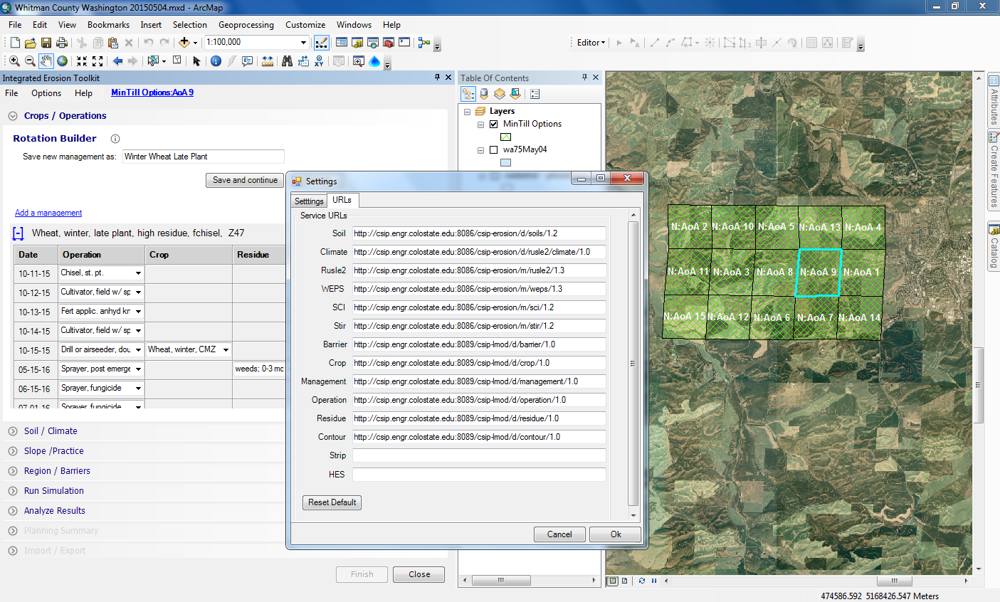 Whitman County Washington 20150504.mxd - ArcMap
File Edit View Bookmarks Insert Selection Geoprocessing Customize Windows Help
1:100,000
Editor
Integrated Erosion Toolkit
File Options Help MinTill Options:AoA 9
Crops / Operations
Rotation Builder
Save new management as: Winter Wheat Late Plant
Save and continue
Add a management
[-] Wheat, winter, late plant, high residue, fchisel, Z47
Date Operation Crop Residue
10-11-15 Chisel, st. pt.
10-12-15 Cultivator, field w/ sp
10-13-15 Fert applic. anhyd kn
10-14-15 Cultivator, field w/ sp
10-15-15 Drill or airseeder, dou Wheat, winter, CMZ
05-15-16 Sprayer, post emerge weeds; 0-3 mo
06-15-16 Sprayer, fungicide
07-01-16 Sprayer, fungicide
Soil / Climate
Slope /Practice
Region / Barriers
Run Simulation
Analyze Results
Planning Summary
Import / Export
Finish Close
Table Of Contents
Layers
MinTill Options
wa75May04
Settings
Setttings URLs
Service URLs
Soil http://csip.engr.colostate.edu:8086/csip-erosion/d/soils/1.2
Climate http://csip.engr.colostate.edu:8086/csip-erosion/d/rusle2/climate/1.0
Rusle2 http://csip.engr.colostate.edu:8086/csip-erosion/m/rusle2/1.3
WEPS http://csip.engr.colostate.edu:8086/csip-erosion/m/weps/1.3
SCI http://csip.engr.colostate.edu:8086/csip-erosion/m/sci/1.2
Stir http://csip.engr.colostate.edu:8086/csip-erosion/m/stir/1.2
Barrier http://csip.engr.colostate.edu:8089/csip-lmod/d/barrier/1.0
Crop http://csip.engr.colostate.edu:8089/csip-lmod/d/crop/1.0
Management http://csip.engr.colostate.edu:8089/csip-lmod/d/management/1.0
Operation http://csip.engr.colostate.edu:8089/csip-lmod/d/operation/1.0
Residue http://csip.engr.colostate.edu:8089/csip-lmod/d/residue/1.0
Contour http://csip.engr.colostate.edu:8089/csip-lmod/d/contour/1.0
Strip
HES
Reset Default
Cancel Ok
N:AoA 2 N:AoA 10 N:AoA 5 N:AoA 13 N:AoA 4
N:AoA 11 N:AoA 3 N:AoA 8 N:AoA 9 N:AoA 1
N:AoA 15 N:AoA 12 N:AoA 6 N:AoA 7 N:AoA 14
Attributes
Create Features
Catalog
474586.592 5168426.547 Meters